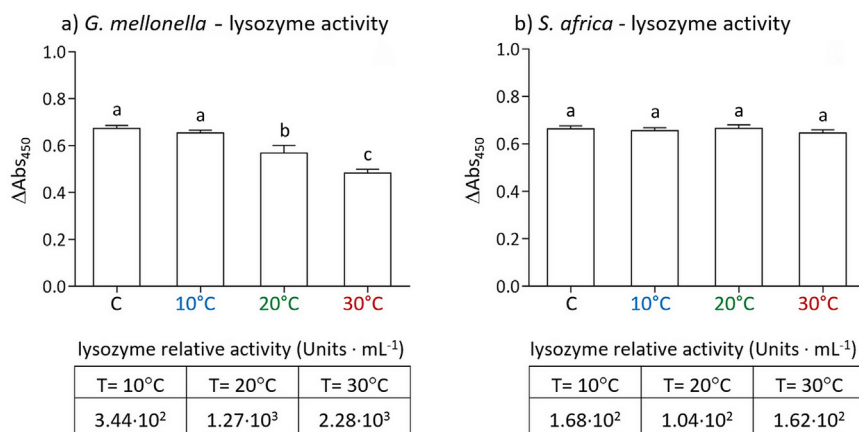 a) G. mellonella – lysozyme activity
1.0
0.8
0.6
0.4
0.2
0.0
ΔAbs₄₅₀
a
a
b
c
C
10°C
20°C
30°C
lysozyme relative activity (Units · mL⁻¹)
T= 10°C T= 20°C T= 30°C
3.44·10² 1.27·10³ 2.28·10³
b) S. africa - lysozyme activity
1.0
0.8
0.6
0.4
0.2
0.0
ΔAbs₄₅₀
a
a
a
a
C
10°C
20°C
30°C
lysozyme relative activity (Units · mL⁻¹)
T= 10°C T= 20°C T= 30°C
1.68·10² 1.04·10² 1.62·10²